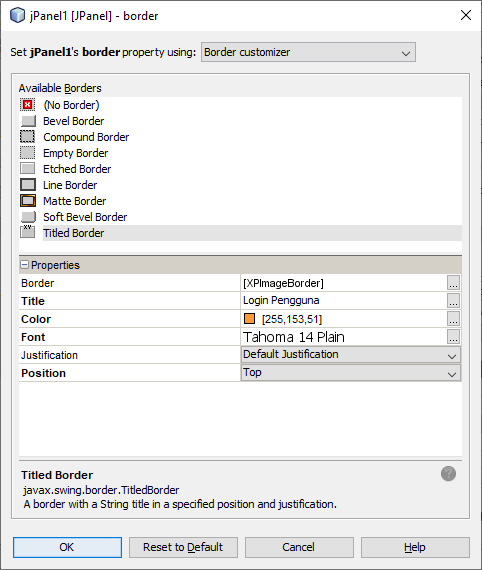 jPanel1 [JPanel] - border
Set jPanel1's border property using: Border customizer
Available Borders
(No Border)
Bevel Border
Compound Border
Empty Border
Etched Border
Line Border
Matte Border
Soft Bevel Border
XY Titled Border
Properties
Border [XPImageBorder] ...
Title Login Pengguna ...
Color [255,153,51] ...
Font Tahoma 14 Plain ...
Justification Default Justification
Position Top
Titled Border ?
javax.swing.border.TitledBorder
A border with a String title in a specified position and justification.
OK Reset to Default Cancel Help